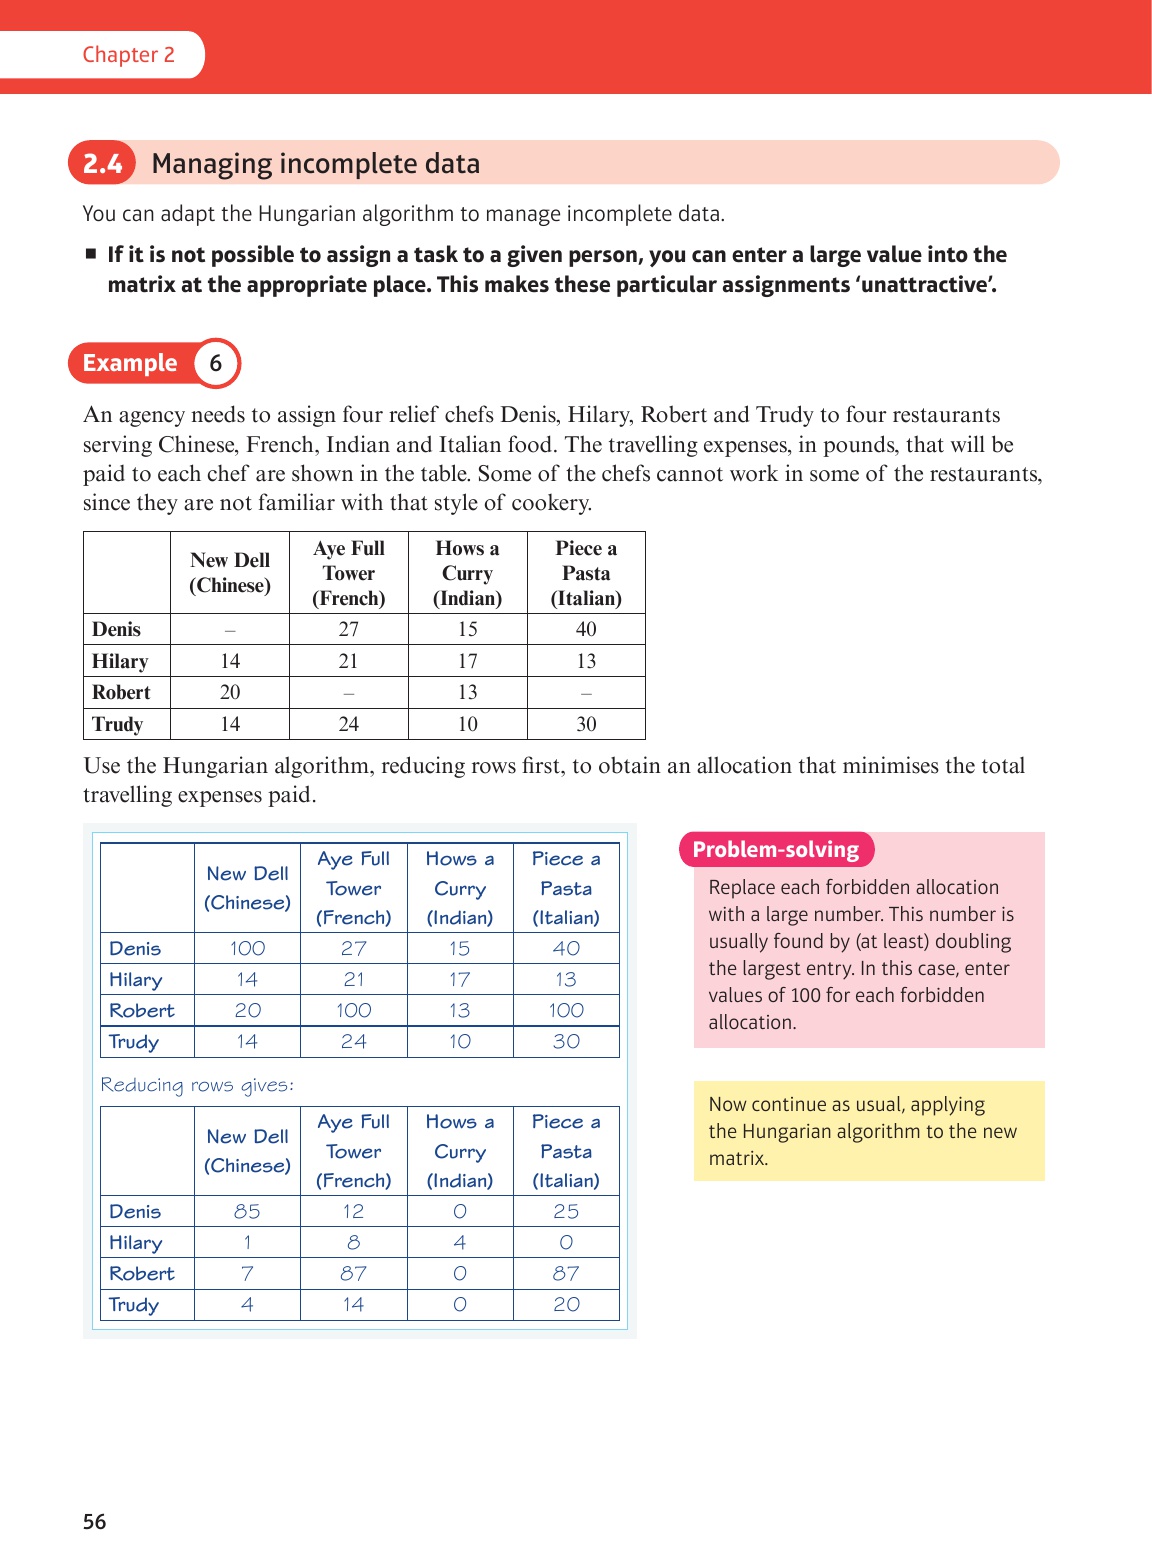 Chapter 2
2.4 Managing incomplete data
You can adapt the Hungarian algorithm to manage incomplete data.
■ If it is not possible to assign a task to a given person, you can enter a large value into the
matrix at the appropriate place. This makes these particular assignments ‘unattractive’.
Example 6
An agency needs to assign four relief chefs Denis, Hilary, Robert and Trudy to four restaurants
serving Chinese, French, Indian and Italian food. The travelling expenses, in pounds, that will be
paid to each chef are shown in the table. Some of the chefs cannot work in some of the restaurants,
since they are not familiar with that style of cookery.
New Dell (Chinese) Aye Full Tower (French) Hows a Curry (Indian) Piece a Pasta (Italian)
Denis – 27 15 40
Hilary 14 21 17 13
Robert 20 – 13 –
Trudy 14 24 10 30
Use the Hungarian algorithm, reducing rows first, to obtain an allocation that minimises the total
travelling expenses paid.
New Dell (Chinese) Aye Full Tower (French) Hows a Curry (Indian) Piece a Pasta (Italian)
Denis 100 27 15 40
Hilary 14 21 17 13
Robert 20 100 13 100
Trudy 14 24 10 30
Reducing rows gives:
New Dell (Chinese) Aye Full Tower (French) Hows a Curry (Indian) Piece a Pasta (Italian)
Denis 85 12 0 25
Hilary 1 8 4 0
Robert 7 87 0 87
Trudy 4 14 0 20
Problem-solving
Replace each forbidden allocation
with a large number. This number is
usually found by (at least) doubling
the largest entry. In this case, enter
values of 100 for each forbidden
allocation.
Now continue as usual, applying
the Hungarian algorithm to the new
matrix.
56